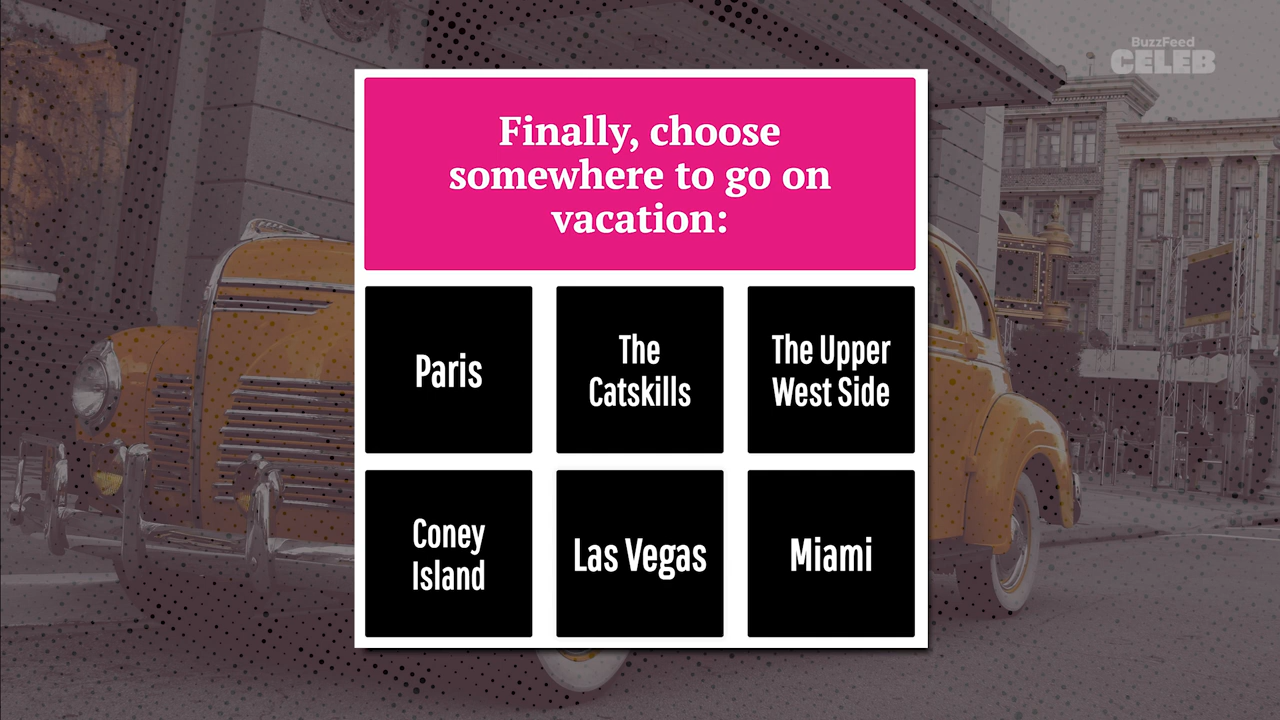 BuzzFeed
CELEB
Finally, choose
somewhere to go on
vacation:
Paris
The
Catskills
The Upper
West Side
Coney
Island
Las Vegas
Miami